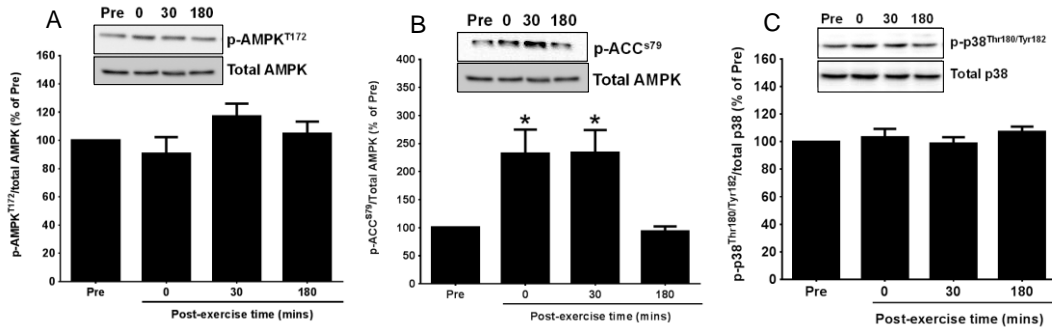 A
Pre 0 30 180
p-AMPKT172
Total AMPK
p-AMPKT172/total AMPK (% of Pre)
160
140
120
100
80
60
40
20
0
Pre
0
30
180
Post-exercise time (mins)
B
Pre 0 30 180
p-ACCs79
Total AMPK
p-ACCS79/Total AMPK (% of Pre)
400
350
300
250
200
150
100
50
0
*
*
Pre
0
30
180
Post-exercise time (mins)
C
Pre 0 30 180
p-p38Thr180/Tyr182
Total p38
p-p38Thr180/Tyr182/total p38 (% of Pre)
160
140
120
100
80
60
40
20
0
Pre
0
30
180
Post-exercise time (mins)